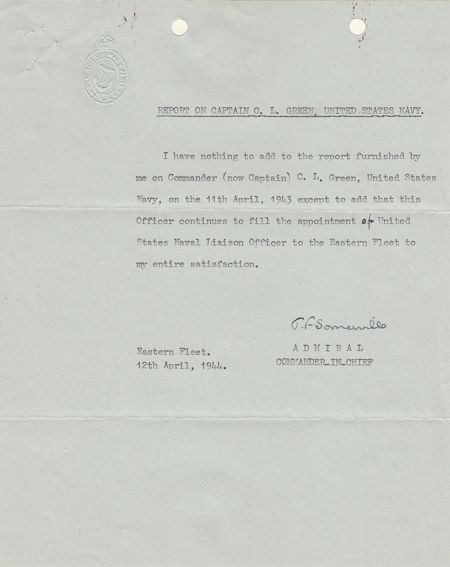 REPORT ON CAPTAIN C. L. GREEN, UNITED STATES NAVY.
I have nothing to add to the report furnished by
me on Commander (now Captain) C. L. Green, United States
Navy, on the 11th April, 1943 except to add that this
Officer continues to fill the appointment of United
States Naval Liaison Officer to the Eastern Fleet to
my entire satisfaction.
J. F. Somerville
A D M I R A L
COMMANDER-IN-CHIEF
Eastern Fleet.
12th April, 1944.